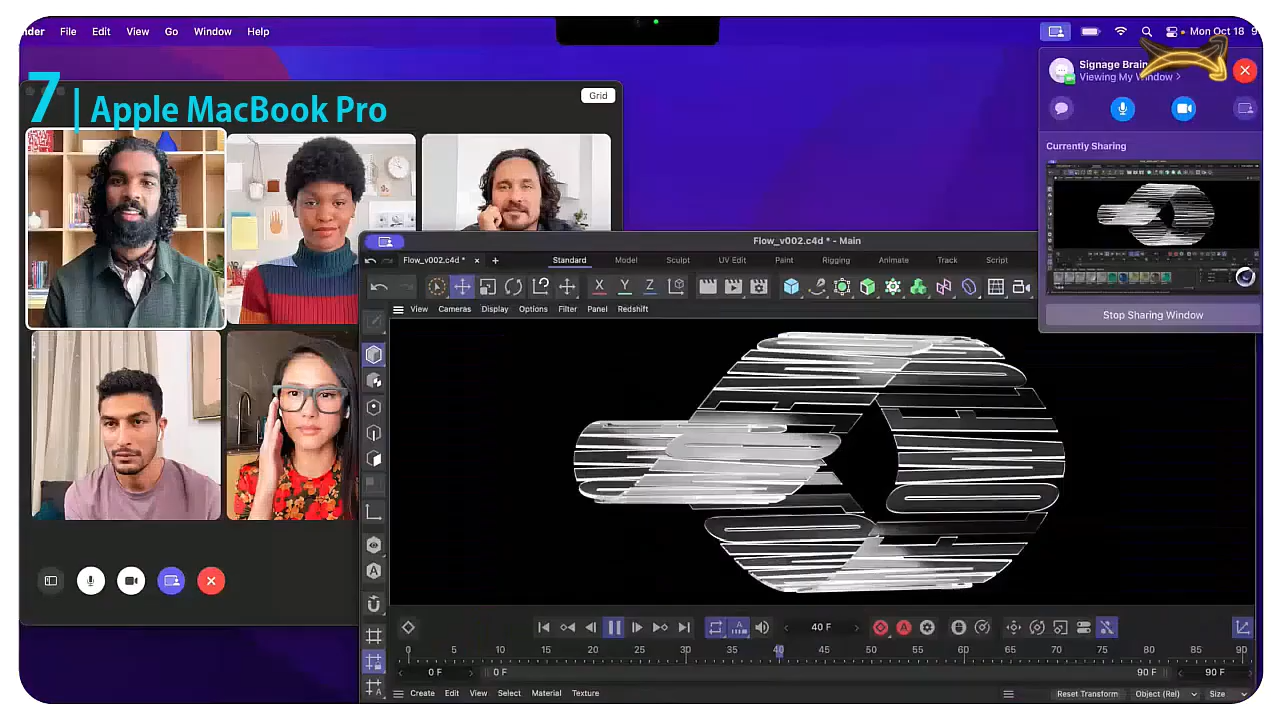 nder File Edit View Go Window Help
Mon Oct 18
7 | Apple MacBook Pro
Grid
Signage Brain
Viewing My Window >
Currently Sharing
Stop Sharing Window
Flow_v002.c4d * - Main
Flow_v002.c4d * × +
Standard Model Sculpt UV Edit Paint Rigging Animate Track Script
X Y Z
View Cameras Display Options Filter Panel Redshift
40 F
0 5 10 15 20 25 30 35 40 45 50 55 60 65 70 75 80 85 90
0 F 0 F 90 F 90 F
Create Edit View Select Material Texture
Reset Transform Object (Rel) Size